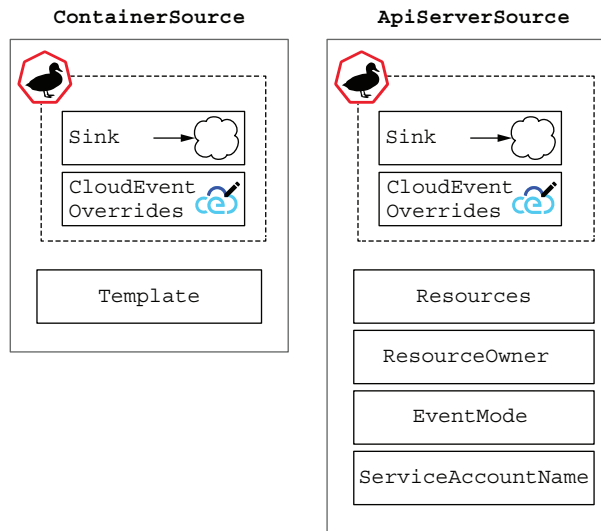 ContainerSource
Sink
CloudEvent
Overrides
Template
ApiServerSource
Sink
CloudEvent
Overrides
Resources
ResourceOwner
EventMode
ServiceAccountName